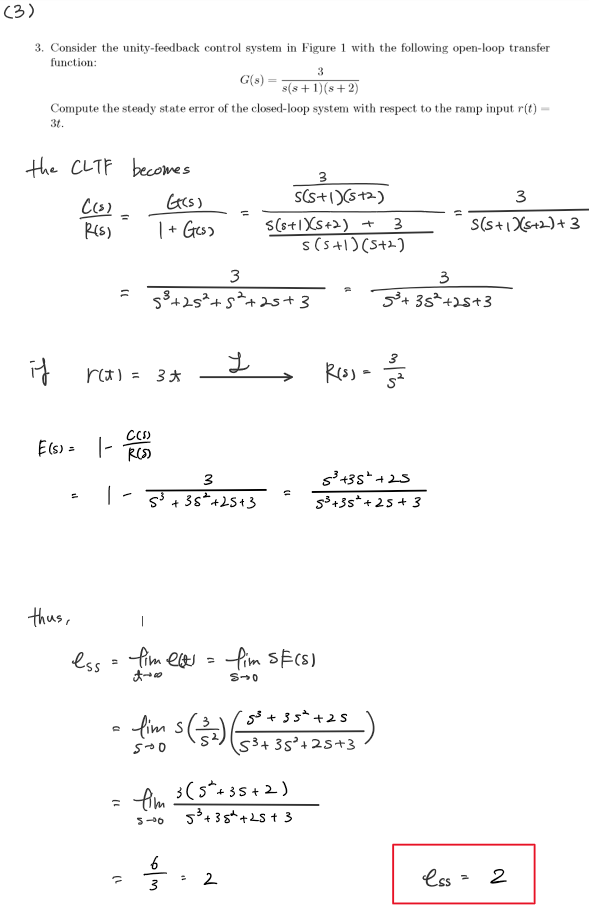 (3)
3. Consider the unity-feedback control system in Figure 1 with the following open-loop transfer
function:
G(s) = 3 / s(s + 1)(s + 2)
Compute the steady state error of the closed-loop system with respect to the ramp input r(t) =
3t.
the CLTF becomes
C(s)/R(s) = G(s)/(1 + G(s)) = (3/(s(s+1)(s+2))) / ((s(s+1)(s+2) + 3)/(s(s+1)(s+2))) = 3/(s(s+1)(s+2)+3)
= 3/(s³+2s²+s²+2s+3) = 3/(s³+3s²+2s+3)
if r(t) = 3t ℒ→ R(s) = 3/s²
E(s) = 1 - C(s)/R(s)
= 1 - 3/(s³+3s²+2s+3) = (s³+3s²+2s)/(s³+3s²+2s+3)
thus,
e_ss = lim t→∞ e(t) = lim s→0 sE(s)
= lim s→0 s(3/s²)((s³+3s²+2s)/(s³+3s²+2s+3))
= lim s→0 3(s²+3s+2)/(s³+3s²+2s+3)
= 6/3 = 2
e_ss = 2